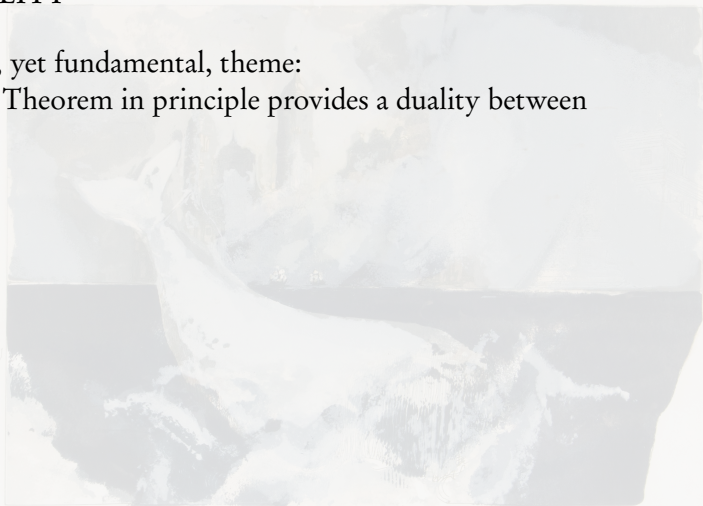 , yet fundamental, theme:
Theorem in principle provides a duality between